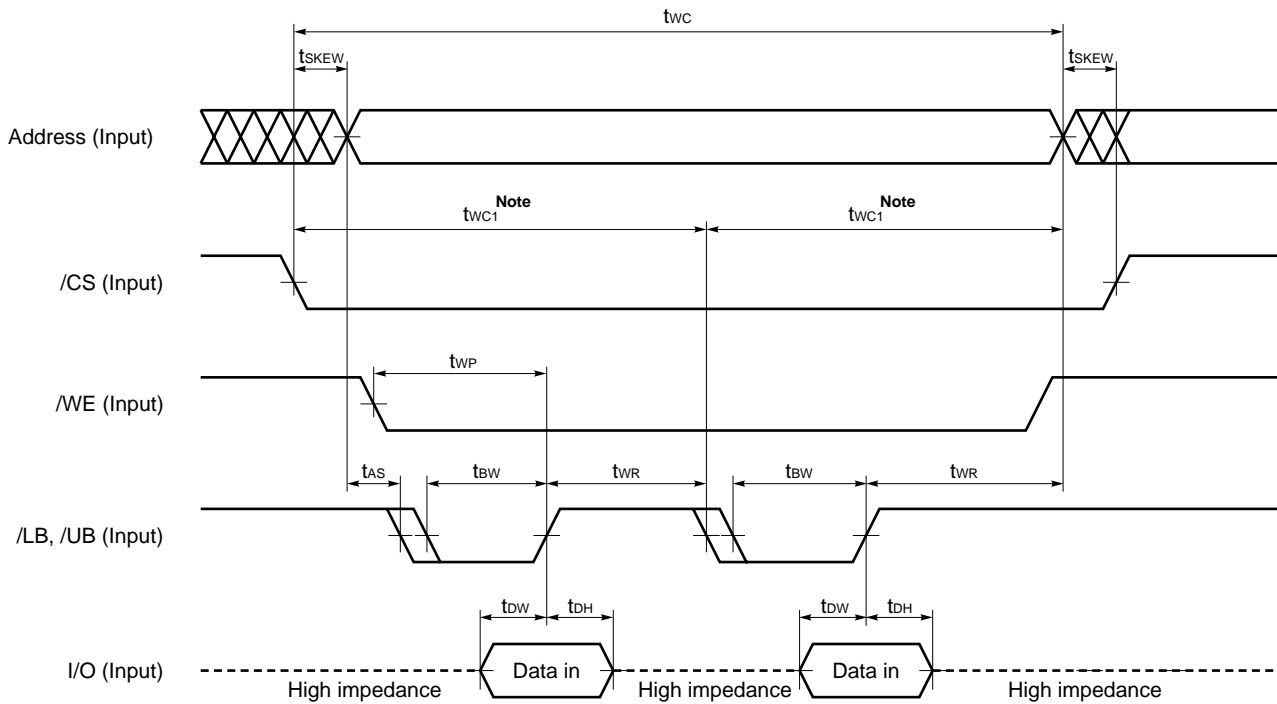 tWC
tSKEW tSKEW
Address (Input)
tWC1 Note tWC1 Note
/CS (Input)
tWP
/WE (Input)
tAS tBW tWR tBW tWR
/LB, /UB (Input)
tDW tDH tDW tDH
I/O (Input) Data in Data in
High impedance High impedance High impedance